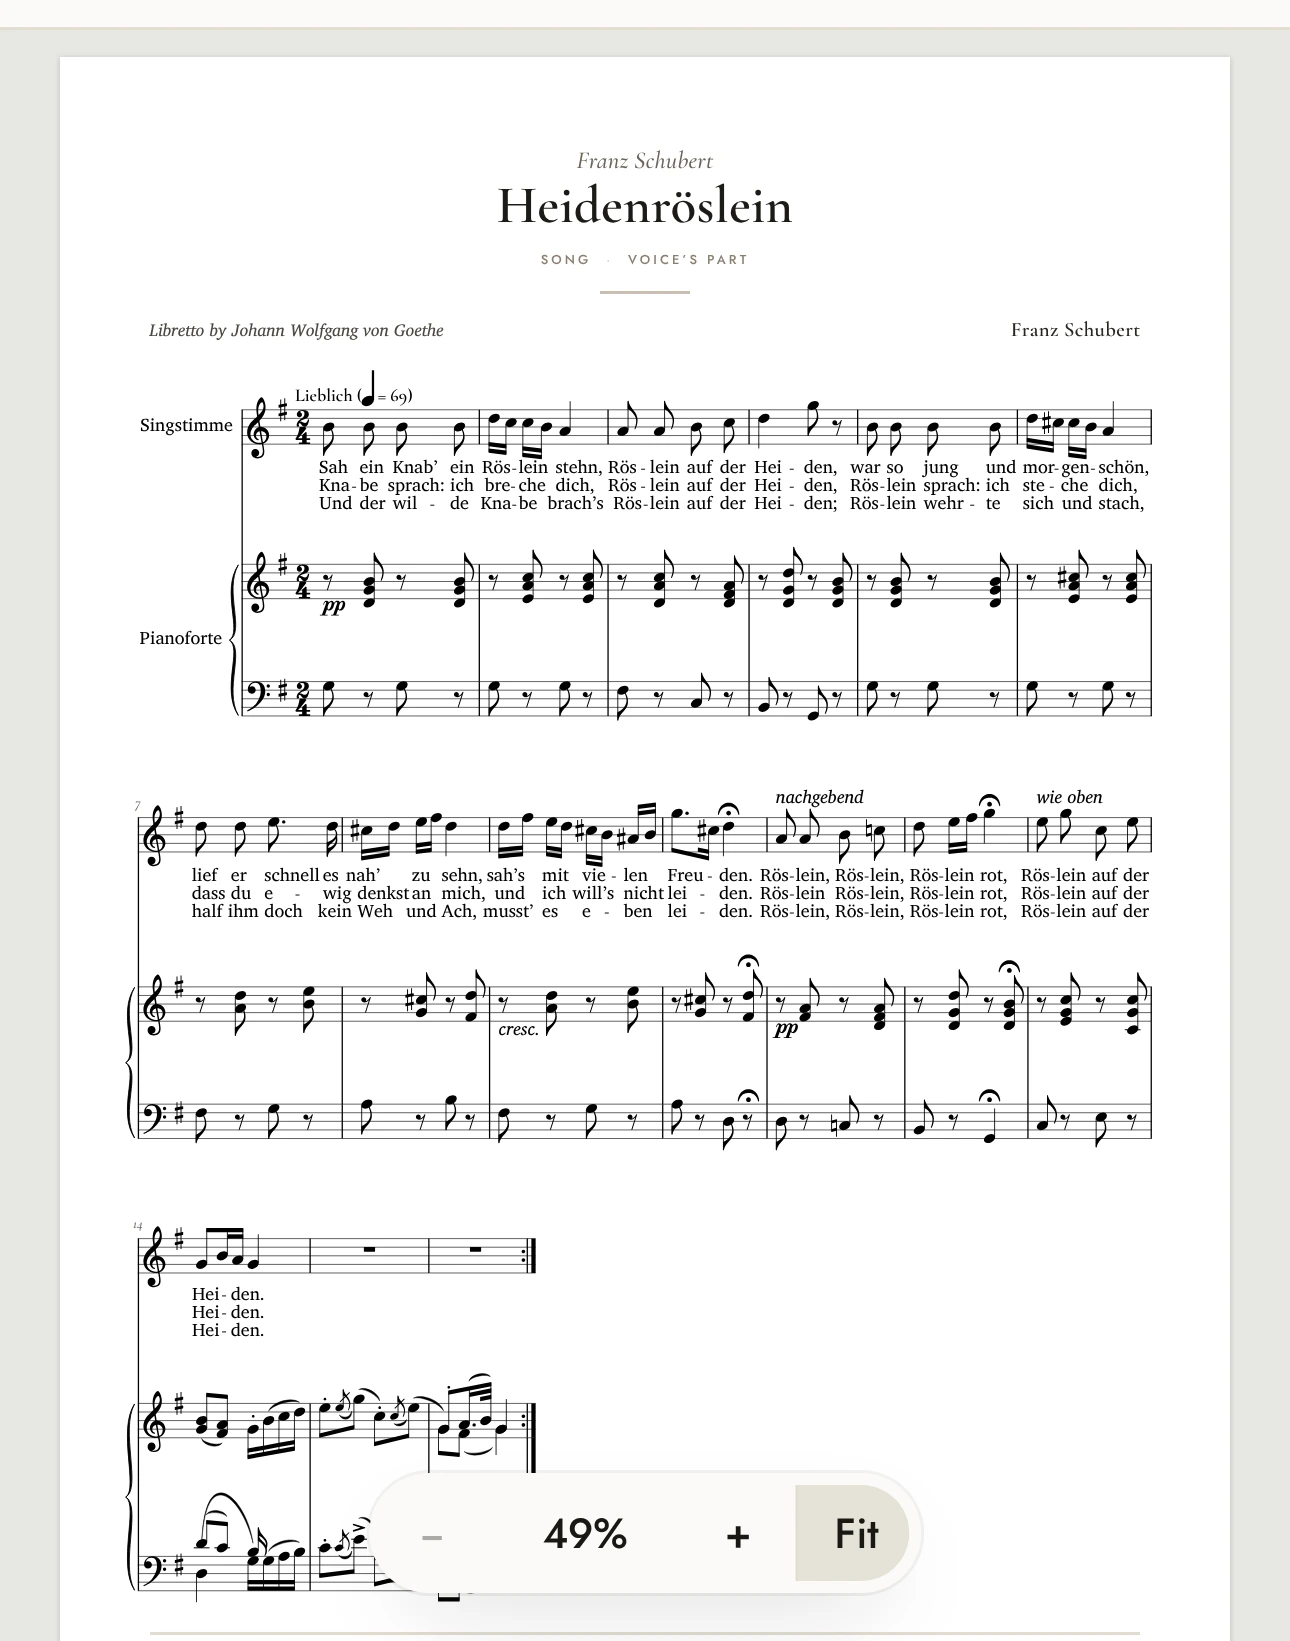 Franz Schubert
Heidenröslein
SONG · VOICE'S PART
Libretto by Johann Wolfgang von Goethe
Franz Schubert
Lieblich (♩ = 69)
Singstimme
2 4
Sah ein Knab’ ein Rös-lein stehn, Rös-lein auf der Hei - den, war so jung und mor-gen-schön,
Kna-be sprach: ich bre-che dich, Rös-lein auf der Hei - den, Rös-lein sprach: ich ste - che dich,
Und der wil - de Kna-be brach’s Rös-lein auf der Hei - den; Rös-lein wehr - te sich und stach,
2 4
pp
Pianoforte
2 4
7
nachgebend wie oben
lief er schnell es nah’ zu sehn, sah’s mit vie - len Freu - den. Rös-lein, Rös-lein, Rös-lein rot, Rös-lein auf der
dass du e - wig denkst an mich, und ich will’s nicht lei - den. Rös-lein, Rös-lein, Rös-lein rot, Rös-lein auf der
half ihm doch kein Weh und Ach, musst’ es e - ben lei - den. Rös-lein, Rös-lein, Rös-lein rot, Rös-lein auf der
cresc. pp
14
Hei - den.
Hei - den.
Hei - den.
– 49% + Fit